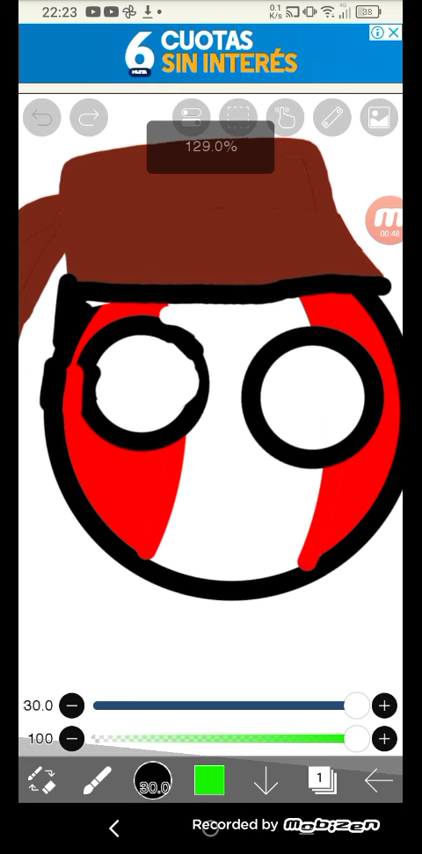 22:23
0.1
K/s
4G
38
6 CUOTAS
SIN INTERÉS
129.0%
m
00:48
30.0
100
30.0
1
Recorded by mobizen